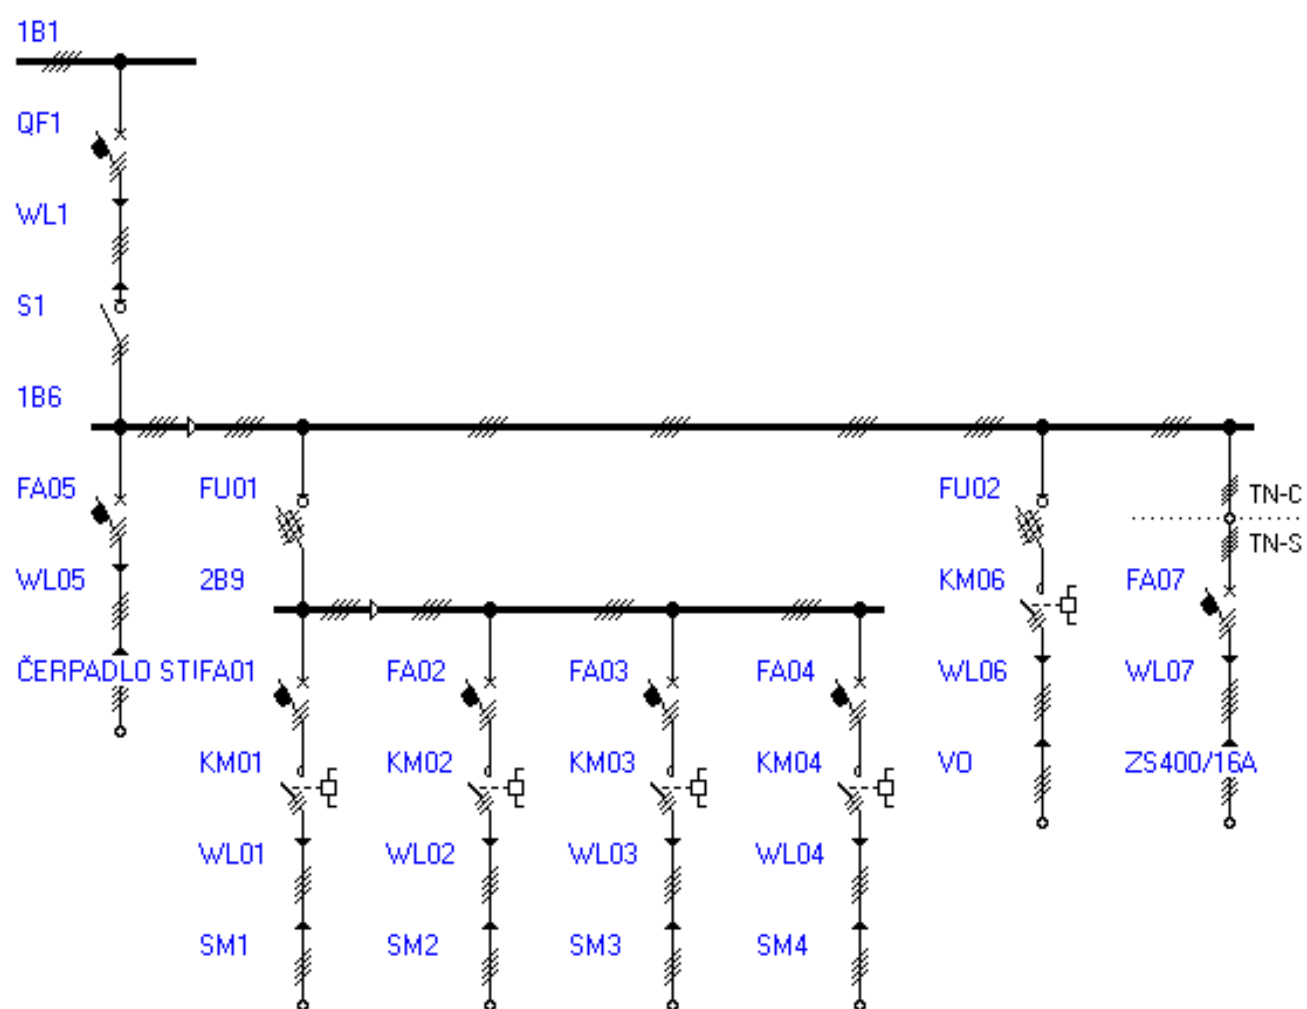 1B1
QF1
WL1
S1
1B6
FA05 FU01 FU02 TN-C
TN-S
WL05 2B9 KM06 FA07
ČERPADLO STI FA01 FA02 FA03 FA04 WL06 WL07
KM01 KM02 KM03 KM04 VO ZS400/16A
WL01 WL02 WL03 WL04
SM1 SM2 SM3 SM4